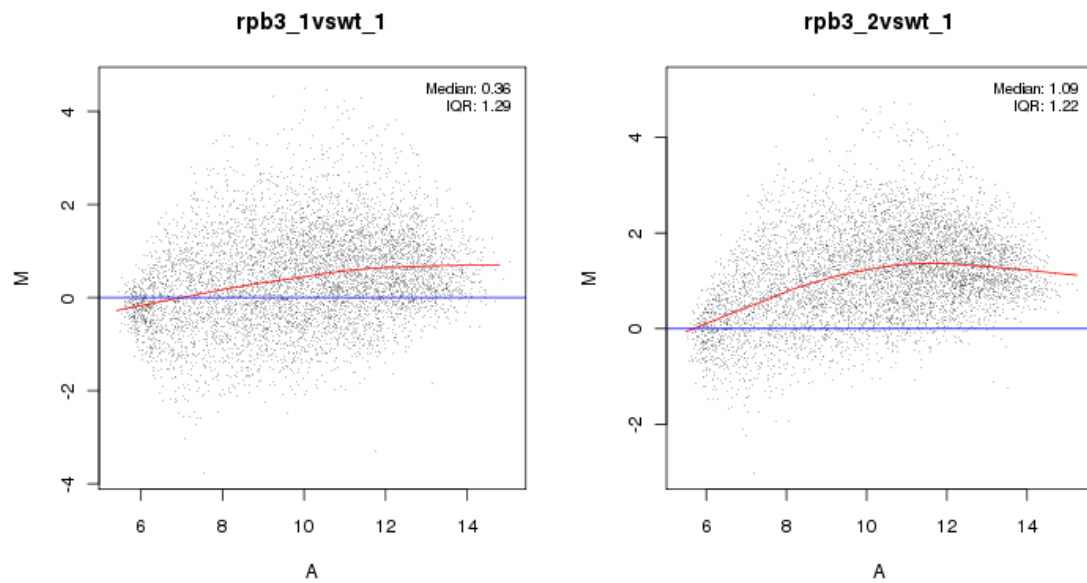 rpb3_1vswt_1
Median: 0.36
IQR: 1.29
M
4
2
0
-2
-4
6 8 10 12 14
A
rpb3_2vswt_1
Median: 1.09
IQR: 1.22
M
4
2
0
-2
6 8 10 12 14
A